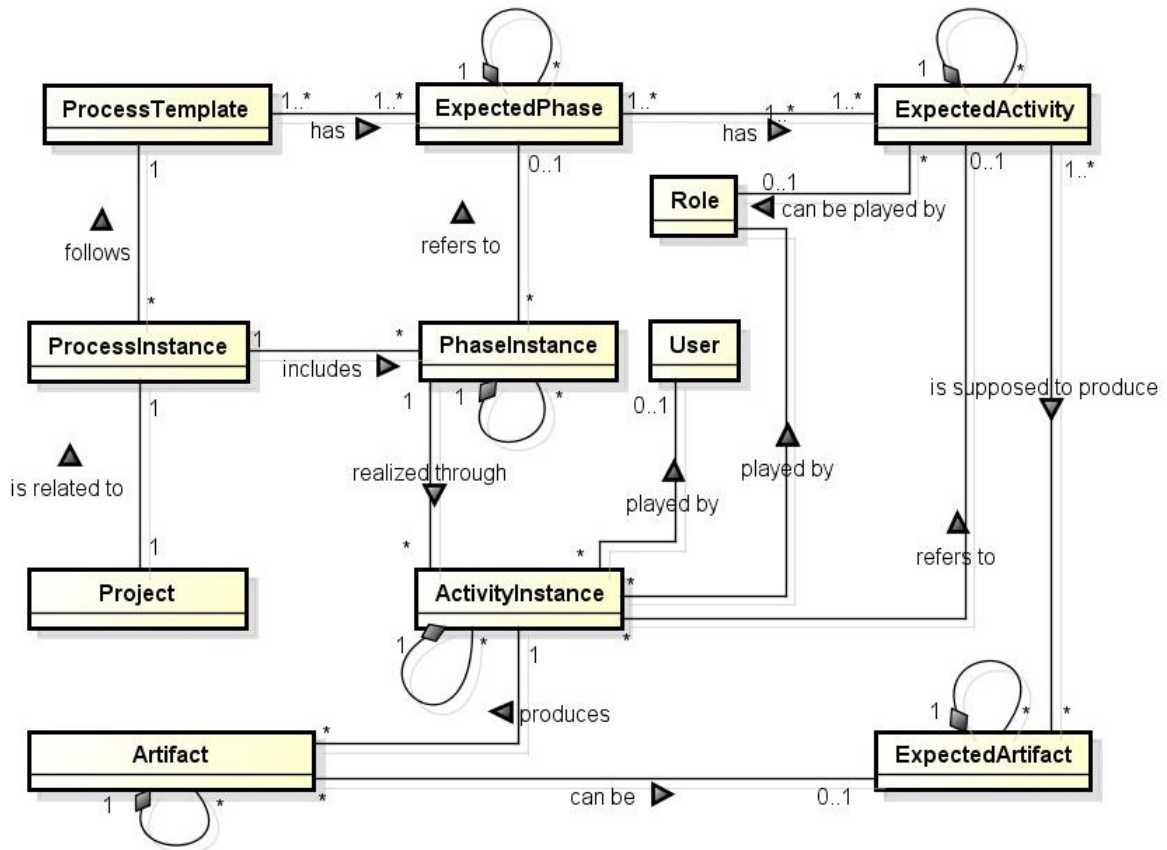 1
*
1
*
ProcessTemplate
1..*
1..*
ExpectedPhase
1..*
1..*
1..*
ExpectedActivity
has
has
1
0..1
*
0..1
1..*
Role
0..1
can be played by
follows
refers to
*
*
ProcessInstance
1
*
PhaseInstance
User
includes
1
1
1
*
0..1
is supposed to produce
is related to
realized through
played by
played by
1
*
*
*
refers to
Project
ActivityInstance
*
1
*
1
produces
*
1
*
*
Artifact
ExpectedArtifact
1
*
*
can be
0..1